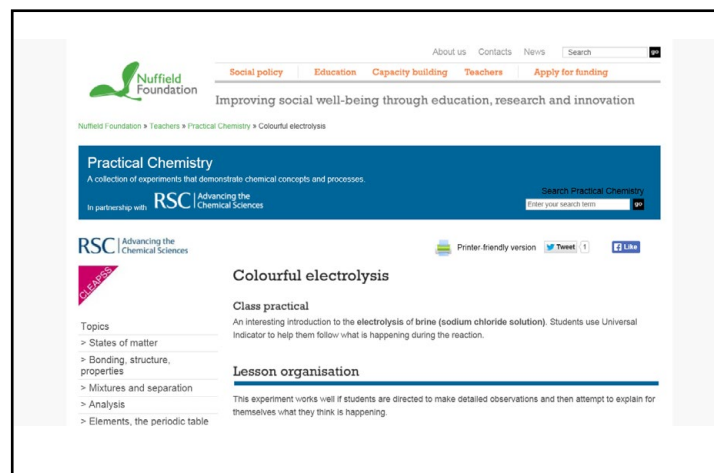 About us Contacts News Search go
Nuffield
Foundation
Social policy Education Capacity building Teachers Apply for funding
Improving social well-being through education, research and innovation
Nuffield Foundation » Teachers » Practical Chemistry » Colourful electrolysis
Practical Chemistry
A collection of experiments that demonstrate chemical concepts and processes.
In partnership with RSC Advancing the
Chemical Sciences
Search Practical Chemistry
Enter your search term go
RSC Advancing the
Chemical Sciences
Printer-friendly version Tweet 1 Like
CLEAPSS
Colourful electrolysis
Class practical
An interesting introduction to the electrolysis of brine (sodium chloride solution). Students use Universal
Indicator to help them follow what is happening during the reaction.
Topics
> States of matter
> Bonding, structure,
properties
> Mixtures and separation
> Analysis
> Elements, the periodic table
Lesson organisation
This experiment works well if students are directed to make detailed observations and then attempt to explain for
themselves what they think is happening.